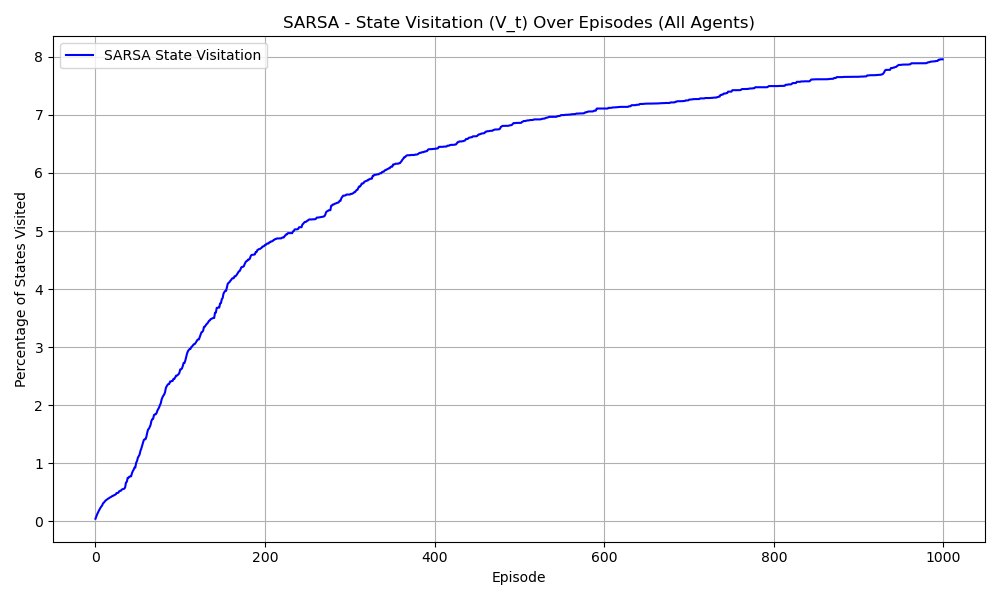 SARSA - State Visitation (V_t) Over Episodes (All Agents)
SARSA State Visitation
Percentage of States Visited
8
7
6
5
4
3
2
1
0
0 200 400 600 800 1000
Episode